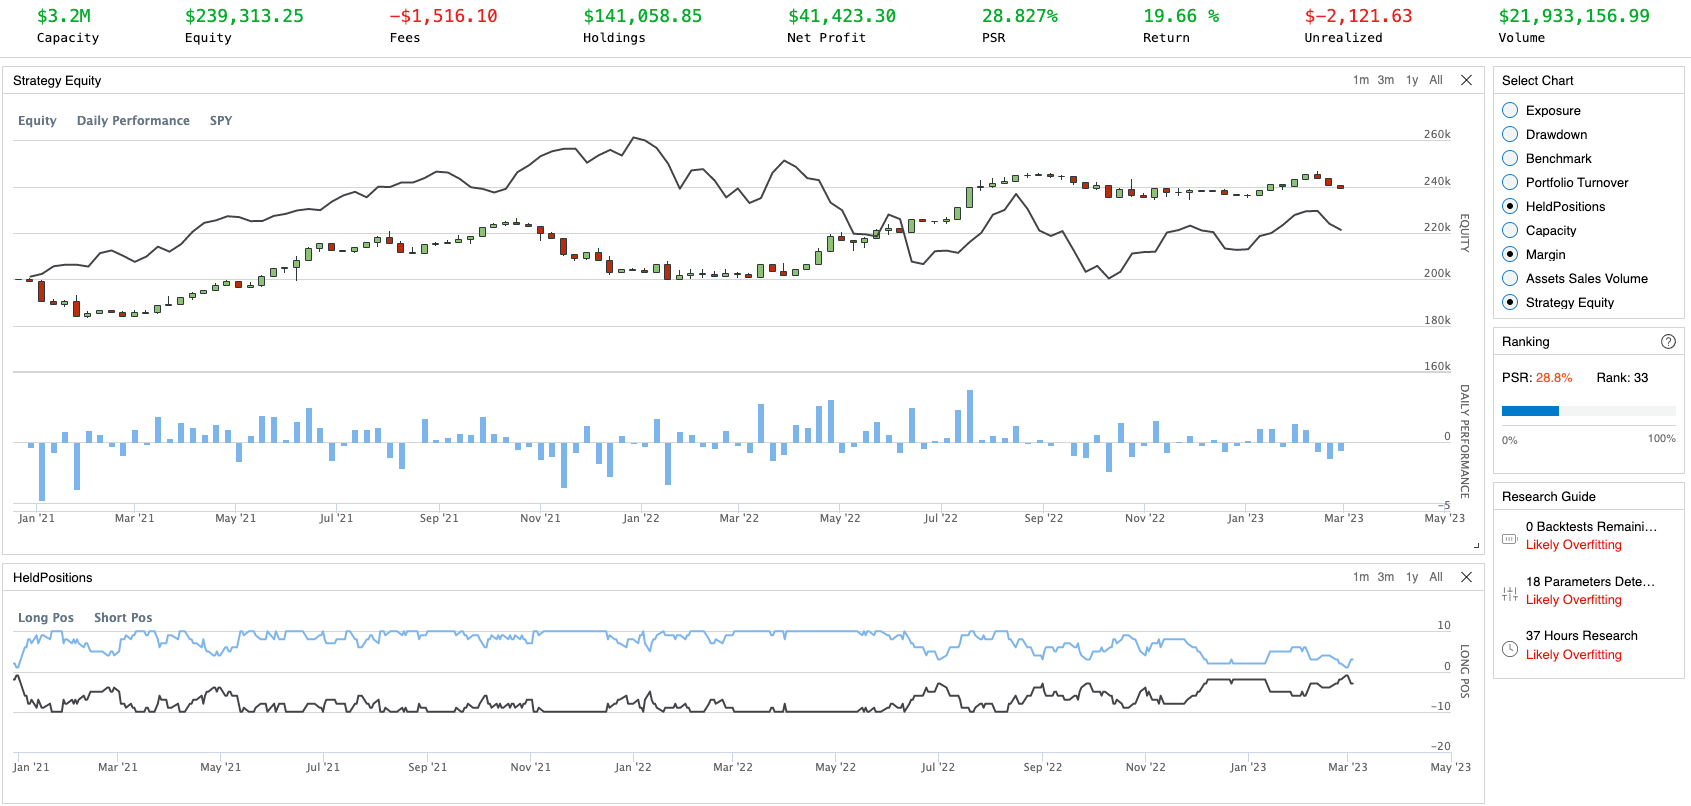 $3.2M $239,313.25 −$1,516.10 $141,058.85 $41,423.30 28.827% 19.66 % $-2,121.63 $21,933,156.99
Capacity Equity Fees Holdings Net Profit PSR Return Unrealized Volume
Strategy Equity 1m 3m 1y All
Equity Daily Performance SPY
260k
240k
220k
200k
180k
160k
EQUITY
0
−5
DAILY PERFORMANCE
Jan '21 Mar '21 May '21 Jul '21 Sep '21 Nov '21 Jan '22 Mar '22 May '22 Jul '22 Sep '22 Nov '22 Jan '23 Mar '23 May '23
HeldPositions 1m 3m 1y All
Long Pos Short Pos
10
0
−10
−20
LONG POS
Jan '21 Mar '21 May '21 Jul '21 Sep '21 Nov '21 Jan '22 Mar '22 May '22 Jul '22 Sep '22 Nov '22 Jan '23 Mar '23 May '23
Select Chart
Exposure
Drawdown
Benchmark
Portfolio Turnover
HeldPositions
Capacity
Margin
Assets Sales Volume
Strategy Equity
Ranking ?
PSR: 28.8% Rank: 33
0% 100%
Research Guide
0 Backtests Remaini...
Likely Overfitting
18 Parameters Dete...
Likely Overfitting
37 Hours Research
Likely Overfitting